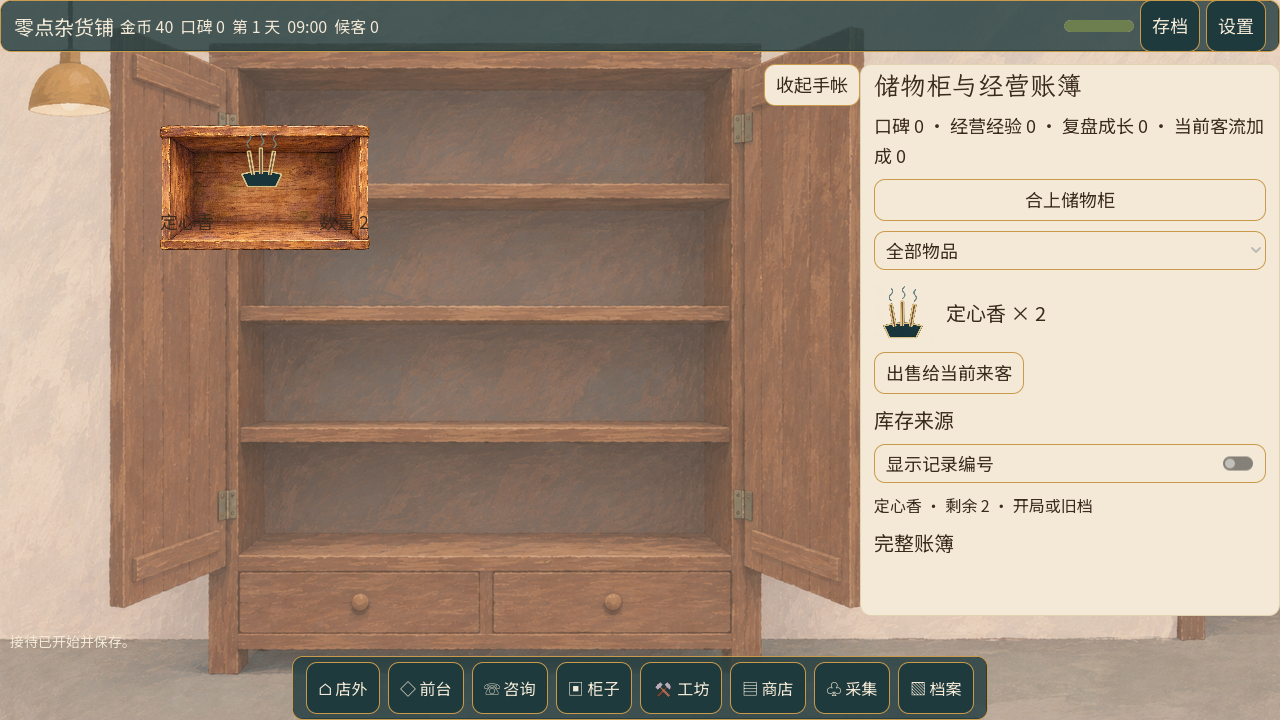 零点杂货铺 金币 40 口碑 0 第 1 天 09:00 候客 0
存档 设置
收起手帐
储物柜与经营账簿
口碑 0 · 经营经验 0 · 复盘成长 0 · 当前客流加
成 0
合上储物柜
全部物品
定心香 × 2
出售给当前来客
库存来源
显示记录编号
定心香 · 剩余 2 · 开局或旧档
完整账簿
定心香 数量 2
接待已开始并保存。
店外 前台 咨询 柜子 工坊 商店 采集 档案